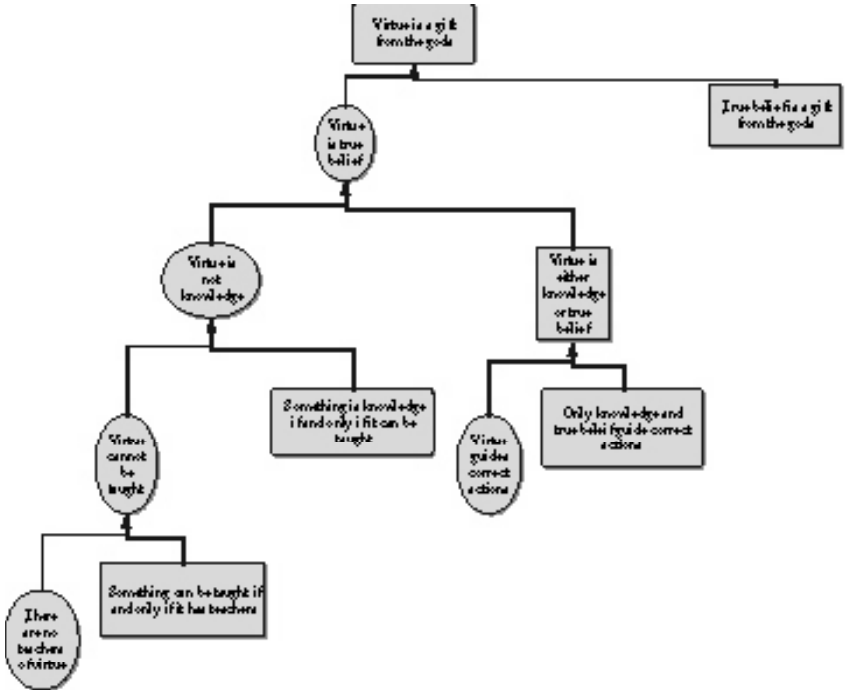 Virtue is a gift
from the gods
True belief is a gift
from the gods
Virtue
is true
belief
Virtue is
not
knowledge
Virtue is
either
knowledge
or true
belief
Something is knowledge
if and only if it can be
taught
Only knowledge and
true belei fguide correct
actions
Virtue
cannot
be
taught
Virtue
guides
correct
actions
Something can be taught if
and only if it has teachers
There
are no
teachers
of virtue